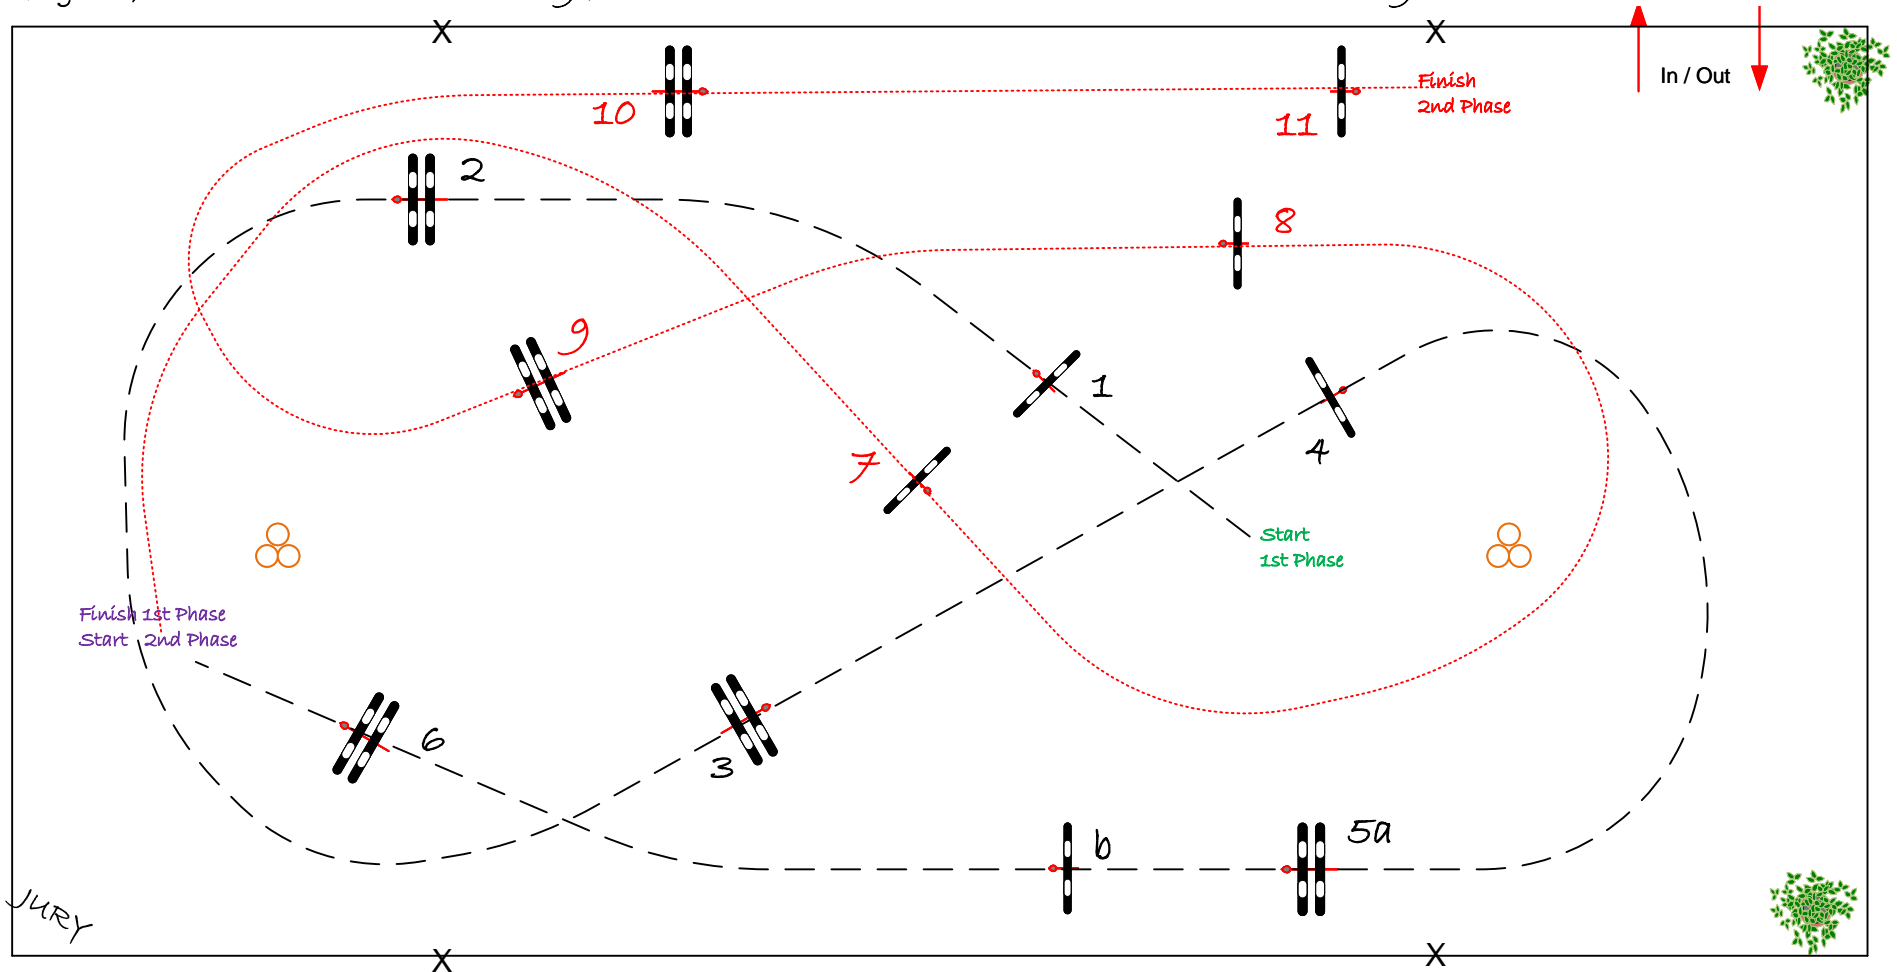 X
X
In / Out
Finish
2nd Phase
10
11
2
8
9
1
4
7
Start
1st Phase
Finish 1st Phase
Start 2nd Phase
6
3
b
5a
JURY
X
X